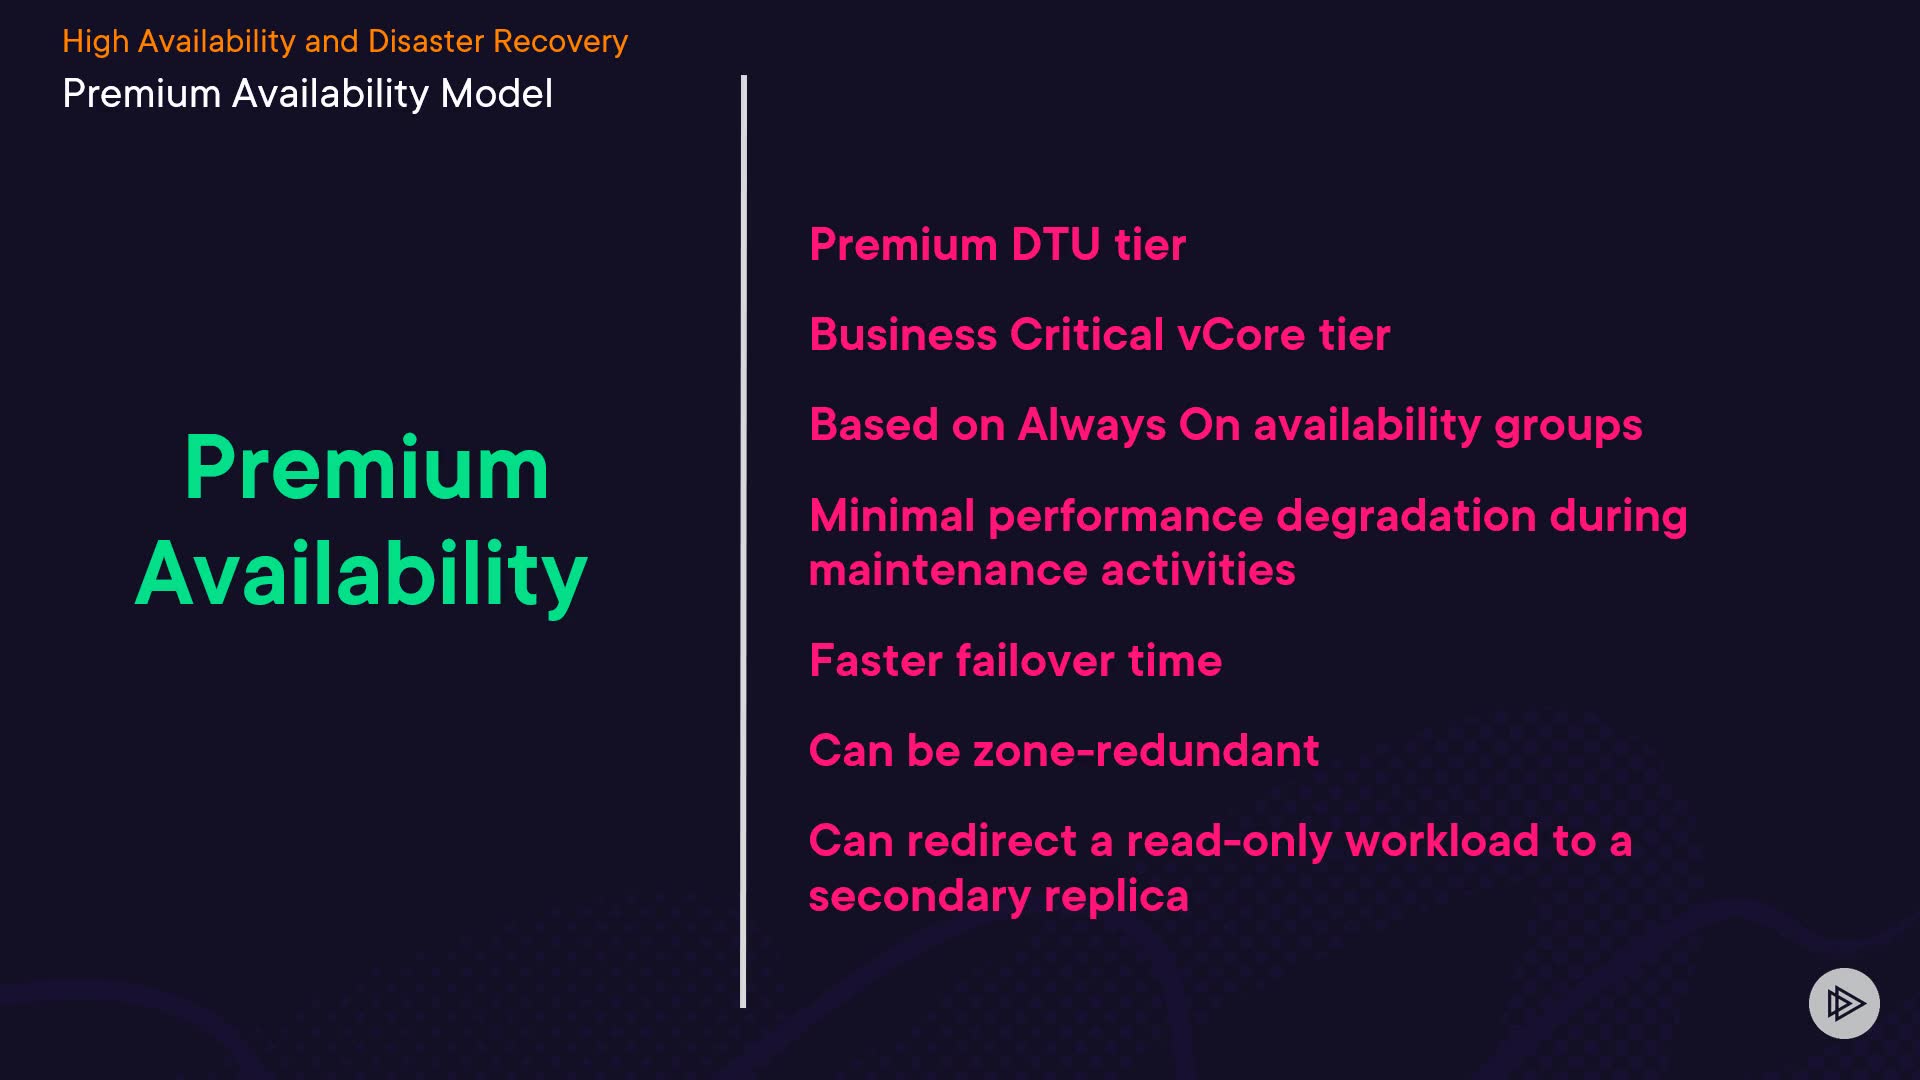 High Availability and Disaster Recovery
Premium Availability Model
Premium
Availability
Premium DTU tier
Business Critical vCore tier
Based on Always On availability groups
Minimal performance degradation during
maintenance activities
Faster failover time
Can be zone-redundant
Can redirect a read-only workload to a
secondary replica